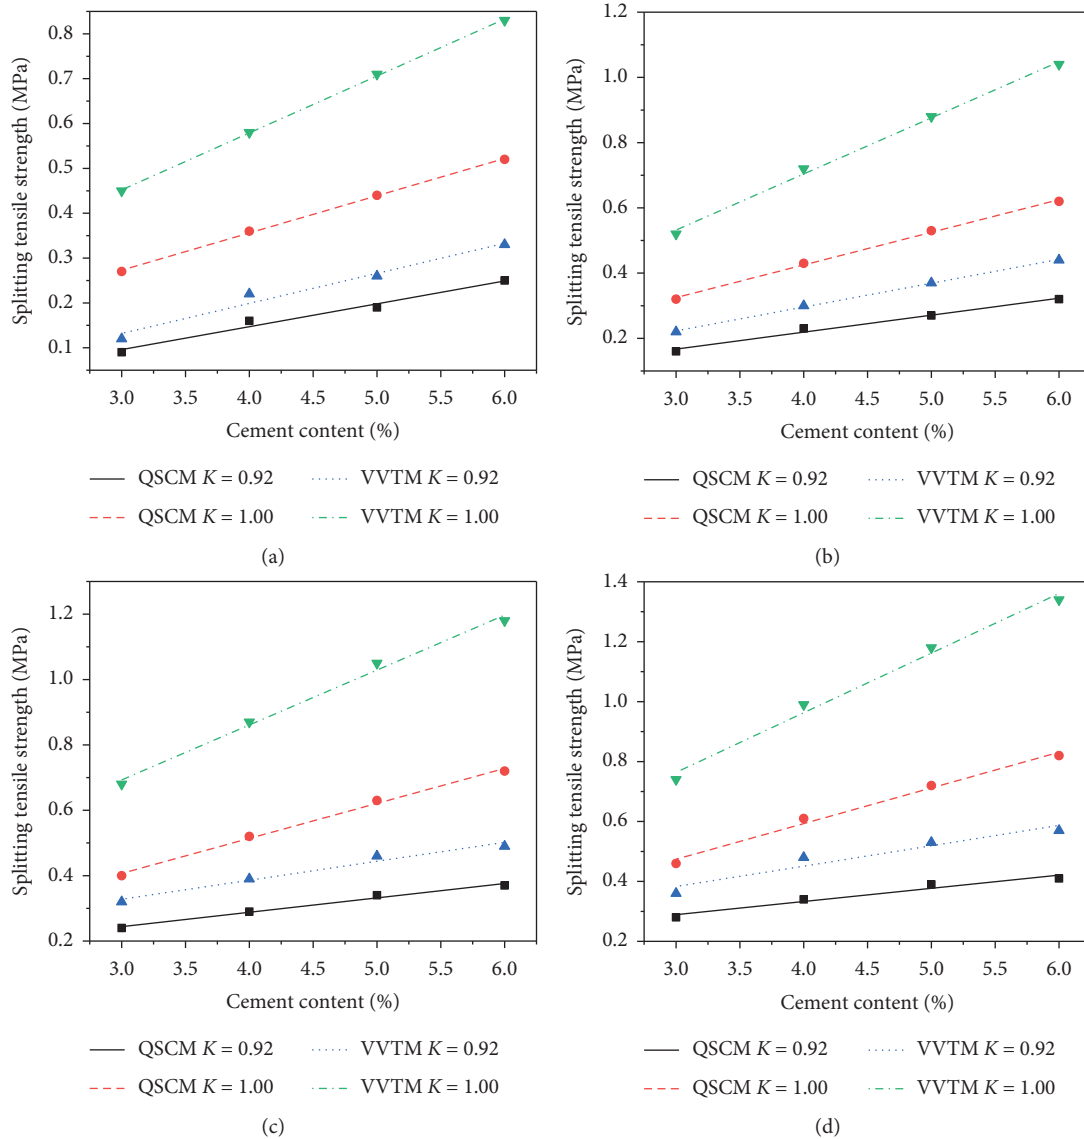 0.8
0.7
0.6
0.5
0.4
0.3
0.2
0.1
Splitting tensile strength (MPa)
3.0 3.5 4.0 4.5 5.0 5.5 6.0
Cement content (%)
QSCM K = 0.92 VVTM K = 0.92
QSCM K = 1.00 VVTM K = 1.00
(a)
1.2
1.0
0.8
0.6
0.4
0.2
Splitting tensile strength (MPa)
3.0 3.5 4.0 4.5 5.0 5.5 6.0
Cement content (%)
QSCM K = 0.92 VVTM K = 0.92
QSCM K = 1.00 VVTM K = 1.00
(b)
1.2
1.0
0.8
0.6
0.4
0.2
Splitting tensile strength (MPa)
3.0 3.5 4.0 4.5 5.0 5.5 6.0
Cement content (%)
QSCM K = 0.92 VVTM K = 0.92
QSCM K = 1.00 VVTM K = 1.00
(c)
1.4
1.2
1.0
0.8
0.6
0.4
0.2
Splitting tensile strength (MPa)
3.0 3.5 4.0 4.5 5.0 5.5 6.0
Cement content (%)
QSCM K = 0.92 VVTM K = 0.92
QSCM K = 1.00 VVTM K = 1.00
(d)